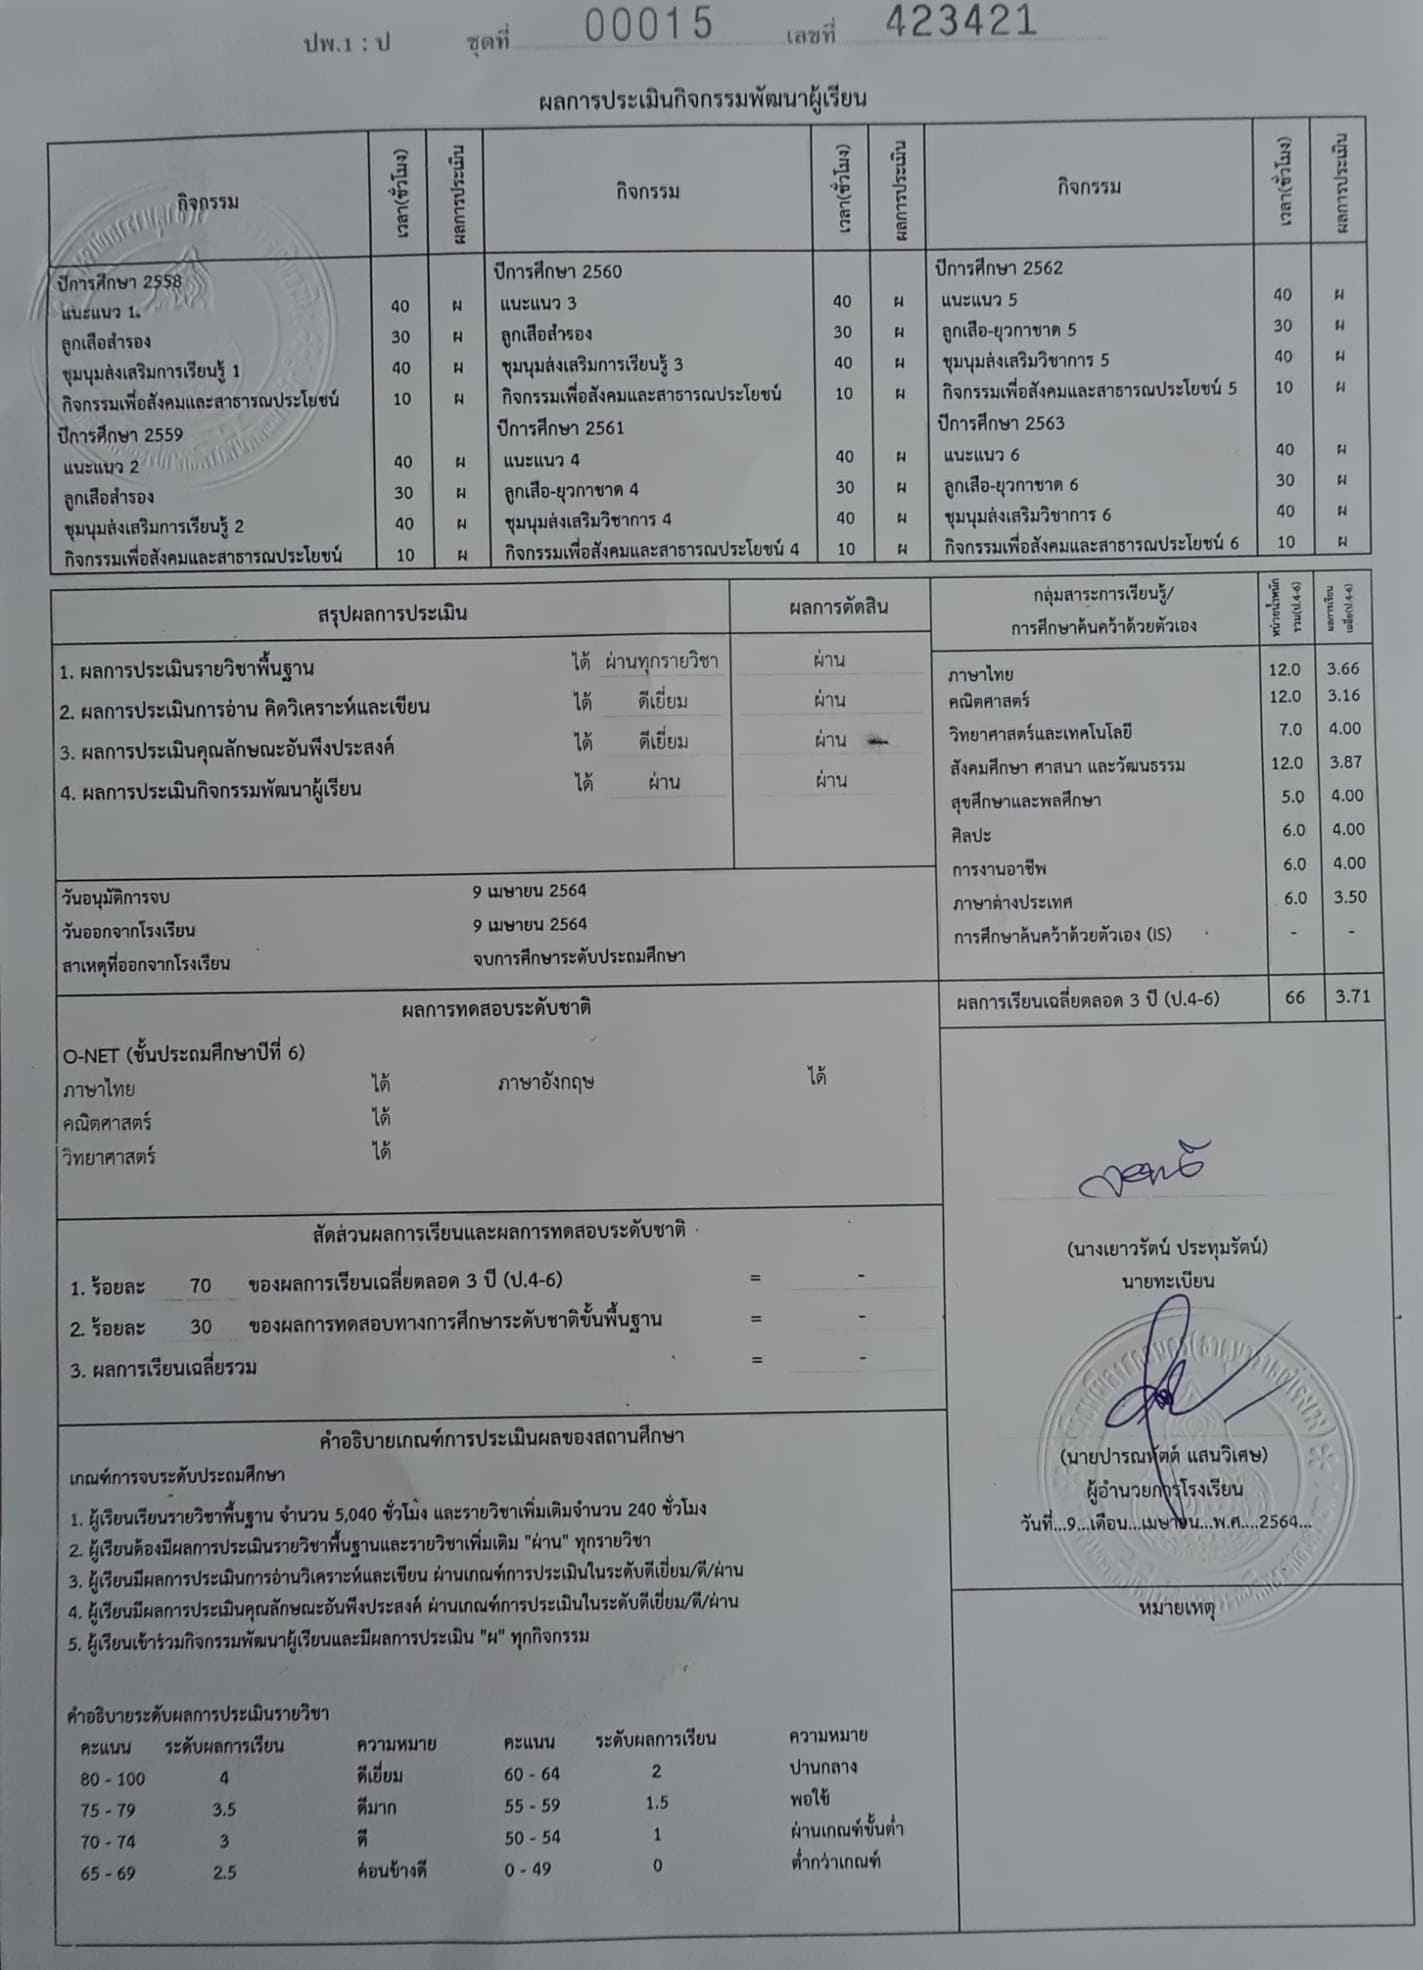 ปพ.1 : ป ชุดที่ 00015 เลขที่ 423421
ผลการประเมินกิจกรรมพัฒนาผู้เรียน
กิจกรรม เวลา(ชั่วโมง) ผลการประเมิน กิจกรรม เวลา(ชั่วโมง) ผลการประเมิน กิจกรรม เวลา(ชั่วโมง) ผลการประเมิน
ปีการศึกษา 2558 ปีการศึกษา 2560 ปีการศึกษา 2562
แนะแนว 1 40 ผ แนะแนว 3 40 ผ แนะแนว 5 40 ผ
ลูกเสือสำรอง 30 ผ ลูกเสือสำรอง 30 ผ ลูกเสือ-ยุวกาชาด 5 30 ผ
ชุมนุมส่งเสริมการเรียนรู้ 1 40 ผ ชุมนุมส่งเสริมการเรียนรู้ 3 40 ผ ชุมนุมส่งเสริมวิชาการ 5 40 ผ
กิจกรรมเพื่อสังคมและสาธารณประโยชน์ 10 ผ กิจกรรมเพื่อสังคมและสาธารณประโยชน์ 10 ผ กิจกรรมเพื่อสังคมและสาธารณประโยชน์ 5 10 ผ
ปีการศึกษา 2559 ปีการศึกษา 2561 ปีการศึกษา 2563
แนะแนว 2 40 ผ แนะแนว 4 40 ผ แนะแนว 6 40 ผ
ลูกเสือสำรอง 30 ผ ลูกเสือ-ยุวกาชาด 4 30 ผ ลูกเสือ-ยุวกาชาด 6 30 ผ
ชุมนุมส่งเสริมการเรียนรู้ 2 40 ผ ชุมนุมส่งเสริมวิชาการ 4 40 ผ ชุมนุมส่งเสริมวิชาการ 6 40 ผ
กิจกรรมเพื่อสังคมและสาธารณประโยชน์ 10 ผ กิจกรรมเพื่อสังคมและสาธารณประโยชน์ 4 10 ผ กิจกรรมเพื่อสังคมและสาธารณประโยชน์ 6 10 ผ
สรุปผลการประเมิน ผลการตัดสิน
1. ผลการประเมินรายวิชาพื้นฐาน ได้ ผ่านทุกรายวิชา ผ่าน
2. ผลการประเมินการอ่าน คิดวิเคราะห์และเขียน ได้ ดีเยี่ยม ผ่าน
3. ผลการประเมินคุณลักษณะอันพึงประสงค์ ได้ ดีเยี่ยม ผ่าน
4. ผลการประเมินกิจกรรมพัฒนาผู้เรียน ได้ ผ่าน ผ่าน
วันอนุมัติการจบ 9 เมษายน 2564
วันออกจากโรงเรียน 9 เมษายน 2564
สาเหตุที่ออกจากโรงเรียน จบการศึกษาระดับประถมศึกษา
กลุ่มสาระการเรียนรู้/
การศึกษาค้นคว้าด้วยตัวเอง
หน่วยน้ำหนัก
รวม(ป.4-6)
ผลการเรียน
เฉลี่ย(ป.4-6)
ภาษาไทย 12.0 3.66
คณิตศาสตร์ 12.0 3.16
วิทยาศาสตร์และเทคโนโลยี 7.0 4.00
สังคมศึกษา ศาสนา และวัฒนธรรม 12.0 3.87
สุขศึกษาและพลศึกษา 5.0 4.00
ศิลปะ 6.0 4.00
การงานอาชีพ 6.0 4.00
ภาษาต่างประเทศ 6.0 3.50
การศึกษาค้นคว้าด้วยตัวเอง (IS) - -
ผลการเรียนเฉลี่ยตลอด 3 ปี (ป.4-6) 66 3.71
ผลการทดสอบระดับชาติ
O-NET (ชั้นประถมศึกษาปีที่ 6)
ภาษาไทย ได้ ภาษาอังกฤษ ได้
คณิตศาสตร์ ได้
วิทยาศาสตร์ ได้
สัดส่วนผลการเรียนและผลการทดสอบระดับชาติ
1. ร้อยละ 70 ของผลการเรียนเฉลี่ยตลอด 3 ปี (ป.4-6) = -
2. ร้อยละ 30 ของผลการทดสอบทางการศึกษาระดับชาติขั้นพื้นฐาน = -
3. ผลการเรียนเฉลี่ยรวม = -
(นางเยาวรัตน์ ประทุมรัตน์)
นายทะเบียน
(นายปารณพัตต์ แสนวิเศษ)
ผู้อำนวยการโรงเรียน
วันที่...9...เดือน...เมษายน...พ.ศ....2564...
หมายเหตุ
คำอธิบายเกณฑ์การประเมินผลของสถานศึกษา
เกณฑ์การจบระดับประถมศึกษา
1. ผู้เรียนเรียนรายวิชาพื้นฐาน จำนวน 5,040 ชั่วโมง และรายวิชาเพิ่มเติมจำนวน 240 ชั่วโมง
2. ผู้เรียนต้องมีผลการประเมินรายวิชาพื้นฐานและรายวิชาเพิ่มเติม "ผ่าน" ทุกรายวิชา
3. ผู้เรียนมีผลการประเมินการอ่านวิเคราะห์และเขียน ผ่านเกณฑ์การประเมินในระดับดีเยี่ยม/ดี/ผ่าน
4. ผู้เรียนมีผลการประเมินคุณลักษณะอันพึงประสงค์ ผ่านเกณฑ์การประเมินในระดับดีเยี่ยม/ดี/ผ่าน
5. ผู้เรียนเข้าร่วมกิจกรรมพัฒนาผู้เรียนและมีผลการประเมิน "ผ" ทุกกิจกรรม
คำอธิบายระดับผลการประเมินรายวิชา
คะแนน ระดับผลการเรียน ความหมาย คะแนน ระดับผลการเรียน ความหมาย
80 - 100 4 ดีเยี่ยม 60 - 64 2 ปานกลาง
75 - 79 3.5 ดีมาก 55 - 59 1.5 พอใช้
70 - 74 3 ดี 50 - 54 1 ผ่านเกณฑ์ขั้นต่ำ
65 - 69 2.5 ค่อนข้างดี 0 - 49 0 ต่ำกว่าเกณฑ์